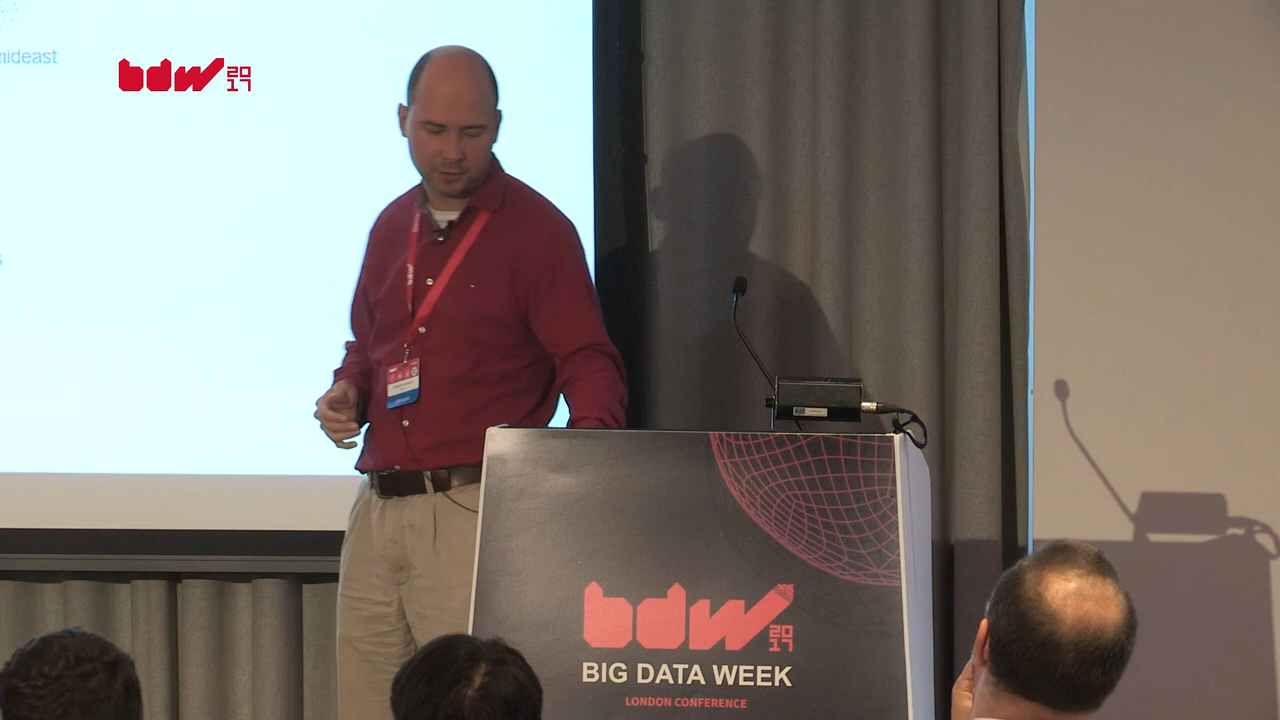 mideast
bdw 2017
bdw 2017
BIG DATA WEEK
LONDON CONFERENCE